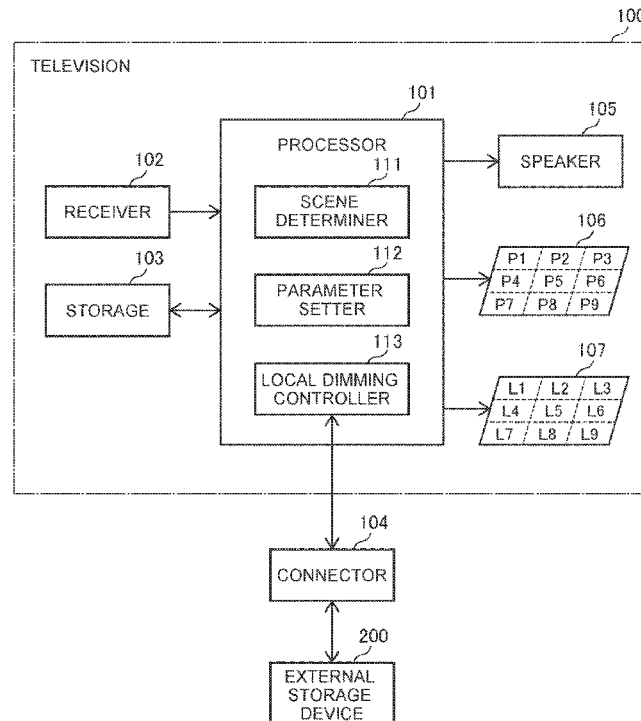 100
TELEVISION
101
PROCESSOR
105
SPEAKER
102
RECEIVER
111
SCENE
DETERMINER
106
P1 P2 P3
P4 P5 P6
P7 P8 P9
103
STORAGE
112
PARAMETER
SETTER
113
LOCAL DIMMING
CONTROLLER
107
L1 L2 L3
L4 L5 L6
L7 L8 L9
104
CONNECTOR
200
EXTERNAL
STORAGE
DEVICE